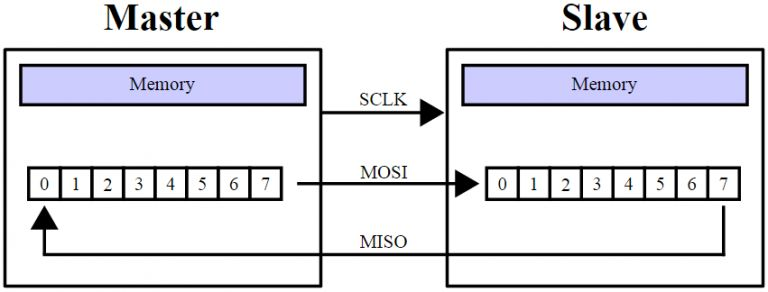 Master Slave
Memory Memory
SCLK
0 1 2 3 4 5 6 7 MOSI 0 1 2 3 4 5 6 7
MISO